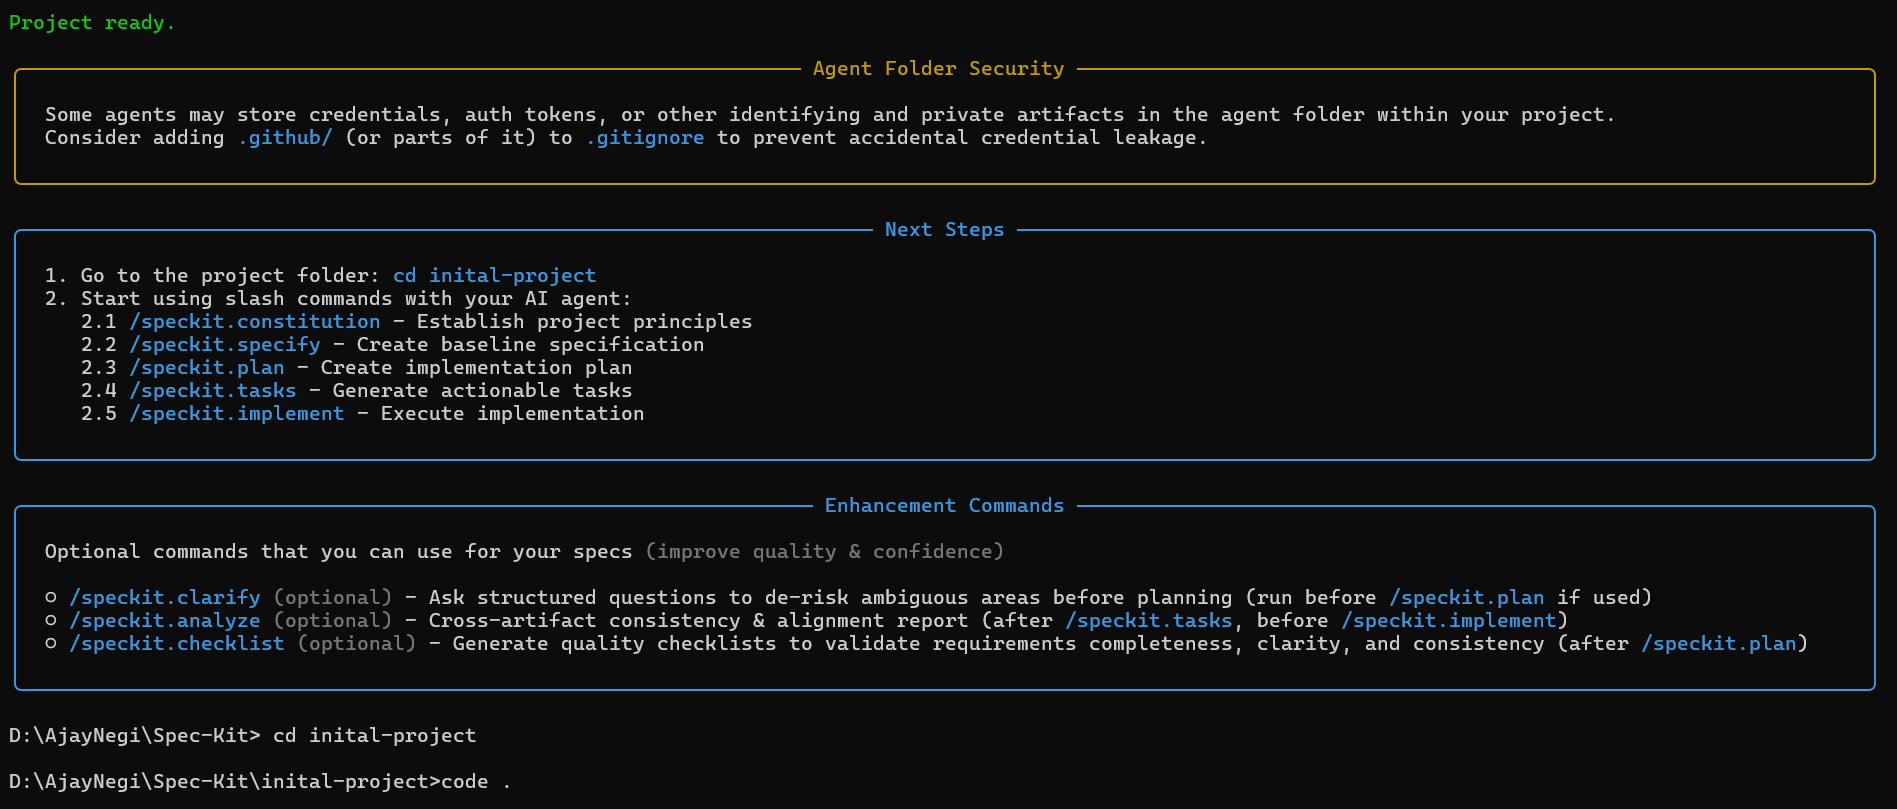 Project ready.
Agent Folder Security
Some agents may store credentials, auth tokens, or other identifying and private artifacts in the agent folder within your project.
Consider adding .github/ (or parts of it) to .gitignore to prevent accidental credential leakage.
Next Steps
1. Go to the project folder: cd inital-project
2. Start using slash commands with your AI agent:
2.1 /speckit.constitution - Establish project principles
2.2 /speckit.specify - Create baseline specification
2.3 /speckit.plan - Create implementation plan
2.4 /speckit.tasks - Generate actionable tasks
2.5 /speckit.implement - Execute implementation
Enhancement Commands
Optional commands that you can use for your specs (improve quality & confidence)
○ /speckit.clarify (optional) - Ask structured questions to de-risk ambiguous areas before planning (run before /speckit.plan if used)
○ /speckit.analyze (optional) - Cross-artifact consistency & alignment report (after /speckit.tasks, before /speckit.implement)
○ /speckit.checklist (optional) - Generate quality checklists to validate requirements completeness, clarity, and consistency (after /speckit.plan)
D:\AjayNegi\Spec-Kit> cd inital-project
D:\AjayNegi\Spec-Kit\inital-project>code .